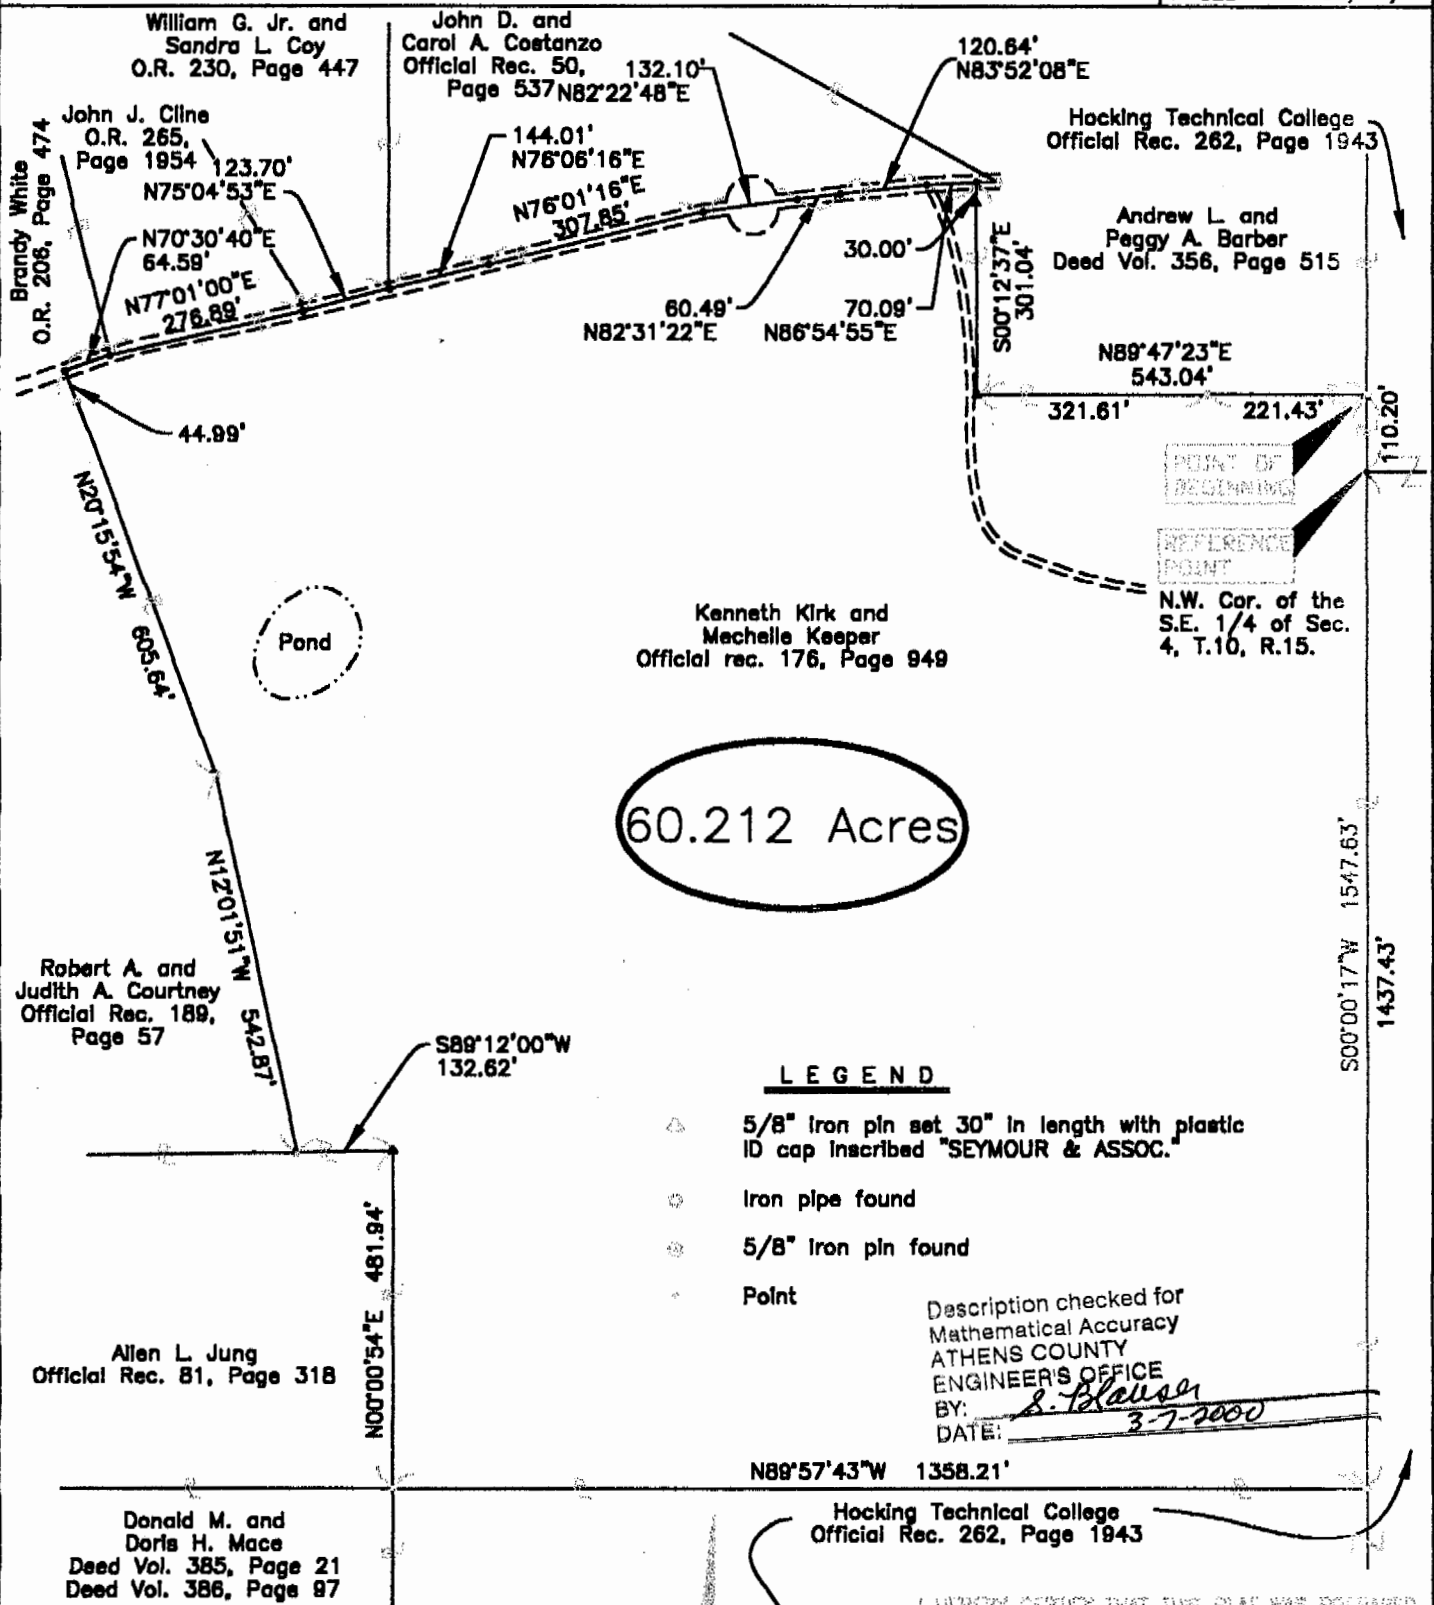 William G. Jr. and
Sandra L. Coy
O.R. 230, Page 447
John D. and
Carol A. Costanzo
Official Rec. 50,
Page 537
132.10'
N82°22'48"E
120.64'
N83°52'08"E
Hocking Technical College
Official Rec. 262, Page 1943
Brandy White
O.R. 206, Page 474
John J. Cline
O.R. 265,
Page 1954
123.70'
N75°04'53"E
144.01'
N76°06'16"E
N76°01'16"E
307.85'
N70°30'40"E
64.59'
N77°01'00"E
276.89'
30.00'
S00°12'37"E
301.04'
Andrew L. and
Peggy A. Barber
Deed Vol. 356, Page 515
60.49'
N82°31'22"E
70.09'
N86°54'55"E
N89°47'23"E
543.04'
321.61'
221.43'
110.20'
44.99'
POINT OF
BEGINNING
REFERENCE
POINT
N.W. Cor. of the
S.E. 1/4 of Sec.
4, T.10, R.15.
N20°15'54"W 605.64'
Pond
Kenneth Kirk and
Mechelle Keeper
Official rec. 176, Page 949
60.212 Acres
S00°00'17"W 1547.63'
1437.43'
N12°01'51"W 542.87'
Robert A. and
Judith A. Courtney
Official Rec. 189,
Page 57
S89°12'00"W
132.62'
LEGEND
5/8" iron pin set 30" in length with plastic
ID cap inscribed "SEYMOUR & ASSOC."
Iron pipe found
5/8" iron pin found
Point
N00°00'54"E 481.94'
Allen L. Jung
Official Rec. 81, Page 318
Description checked for
Mathematical Accuracy
ATHENS COUNTY
ENGINEER'S OFFICE
BY: S. Blauser
DATE: 3-7-2000
N89°57'43"W 1358.21'
Donald M. and
Doris H. Mace
Deed Vol. 385, Page 21
Deed Vol. 386, Page 97
Hocking Technical College
Official Rec. 262, Page 1943
I HEREBY CERTIFY THAT THIS PLAT WAS PREPARED